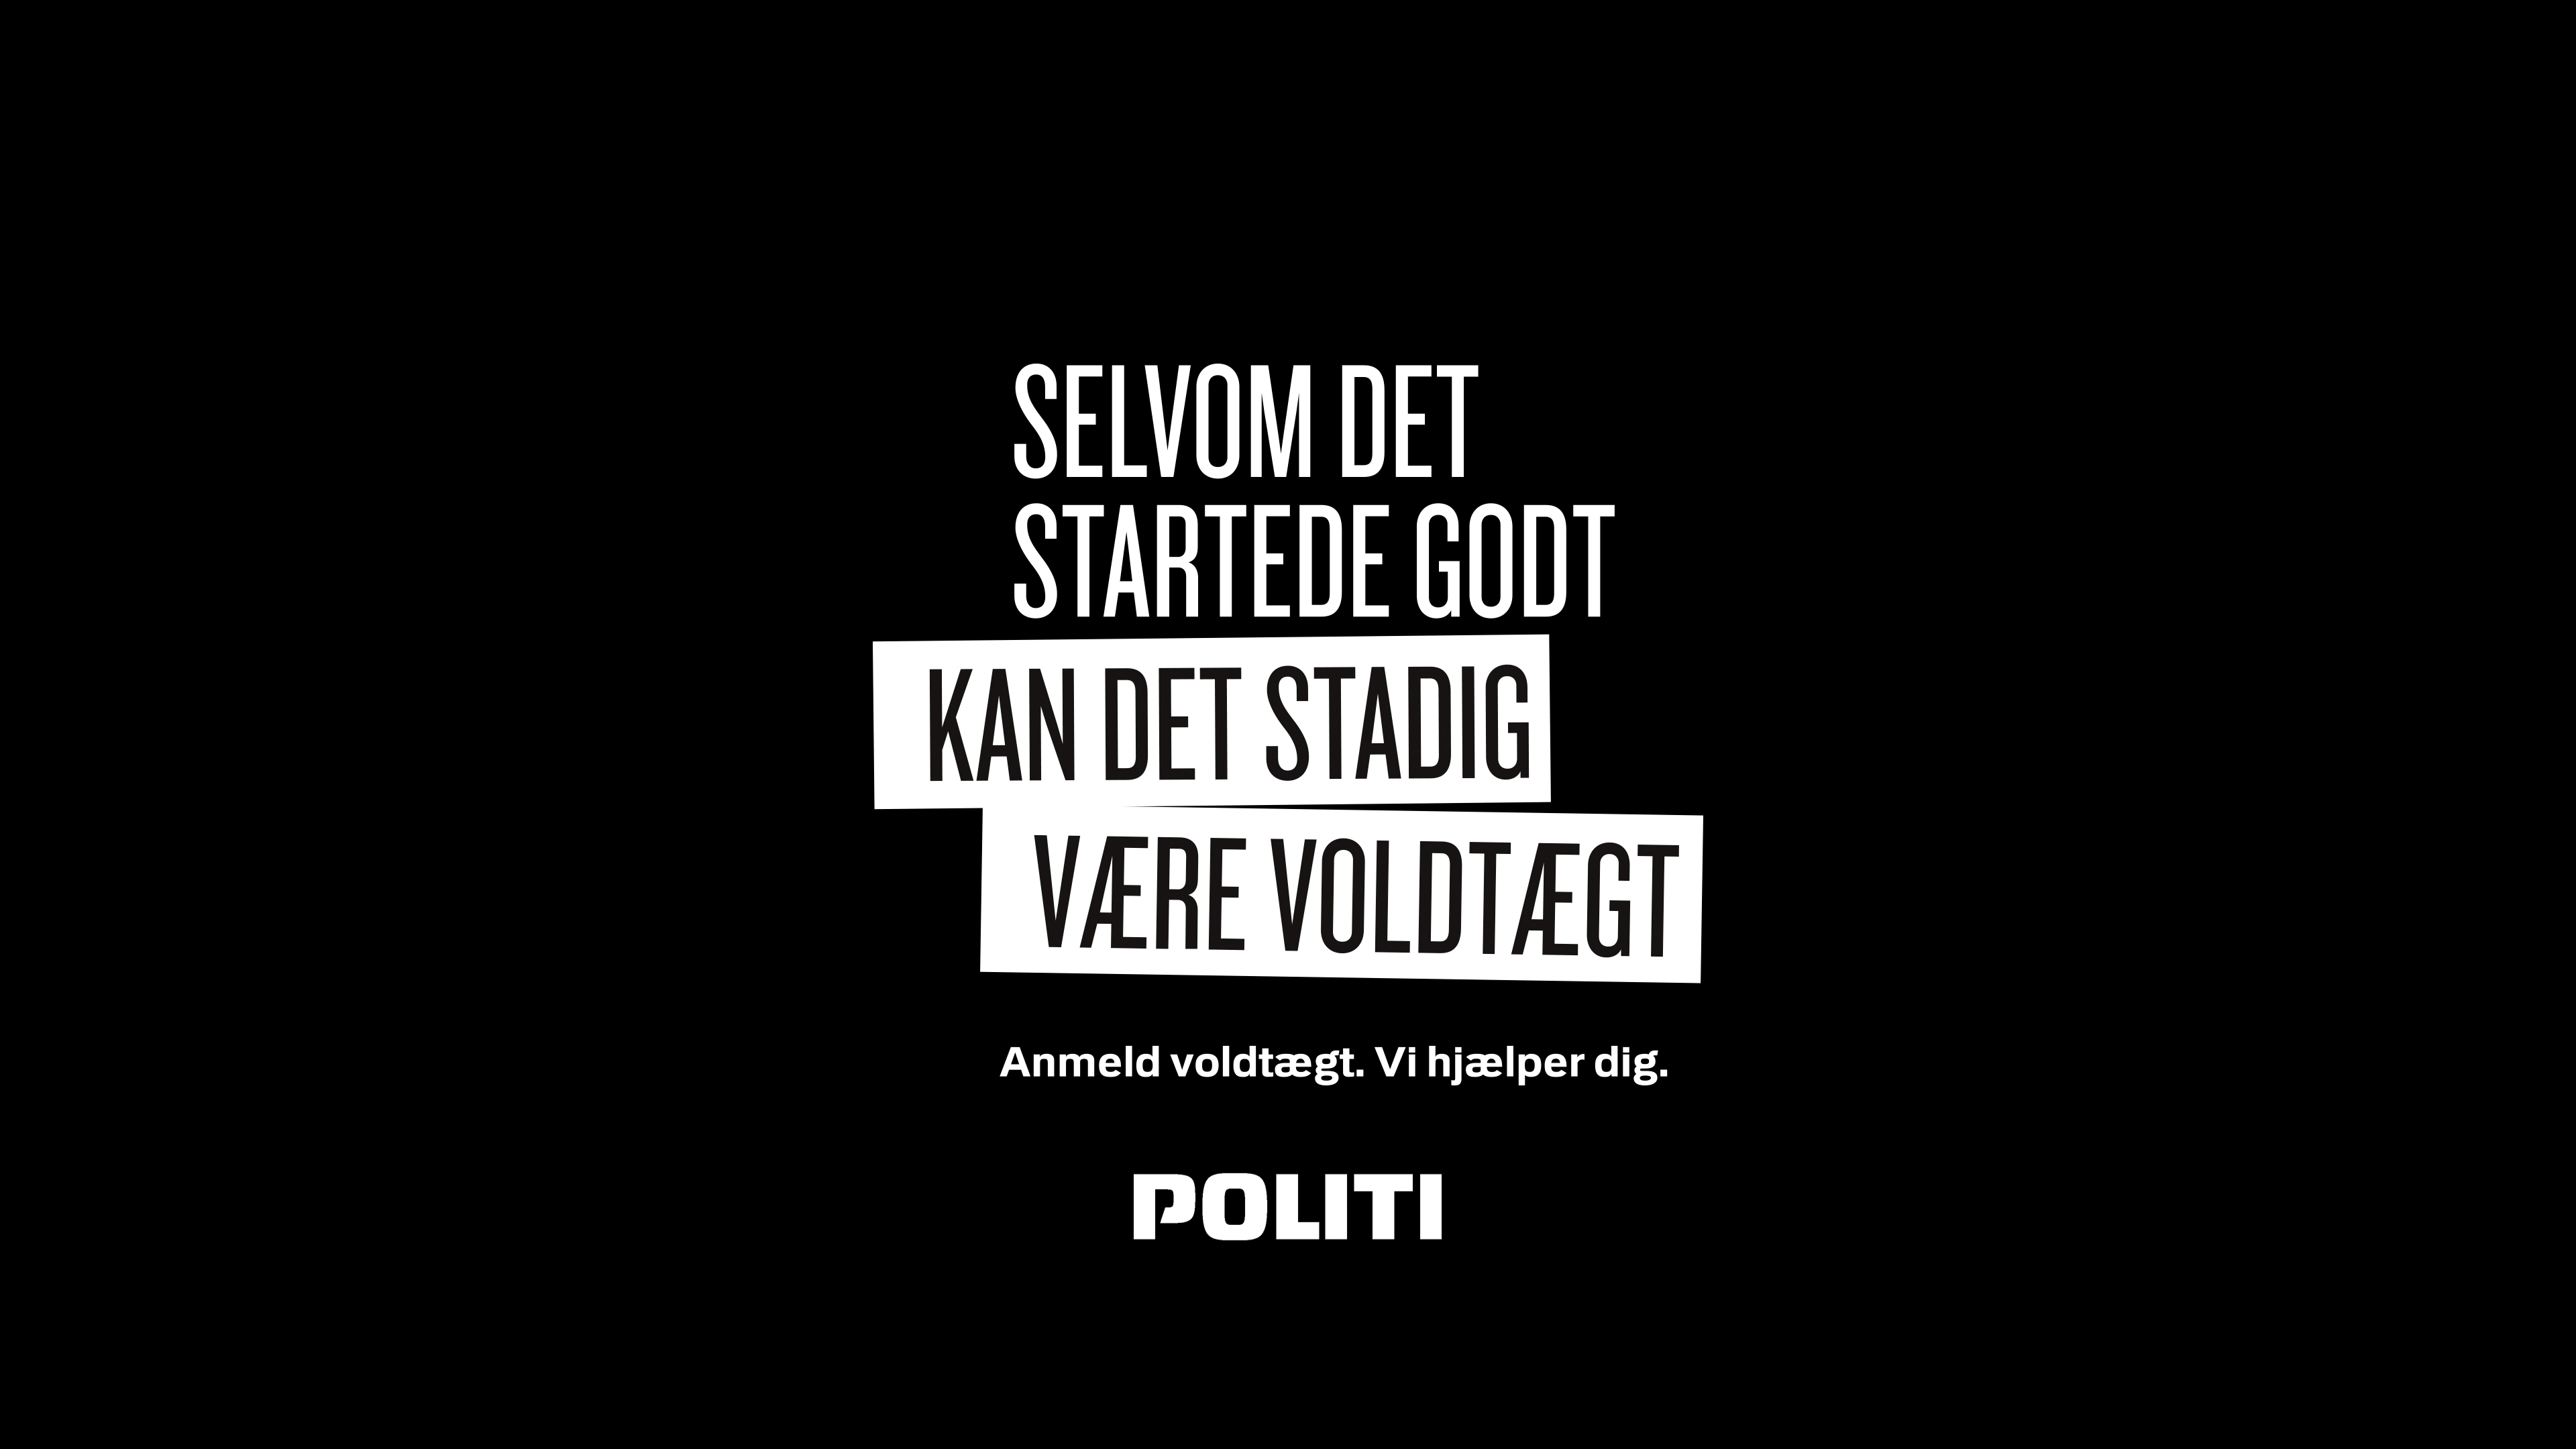 SELVOM DET
STARTEDE GODT
KAN DET STADIG
VÆRE VOLDTÆGT
Anmeld voldtægt. Vi hjælper dig.
POLITI